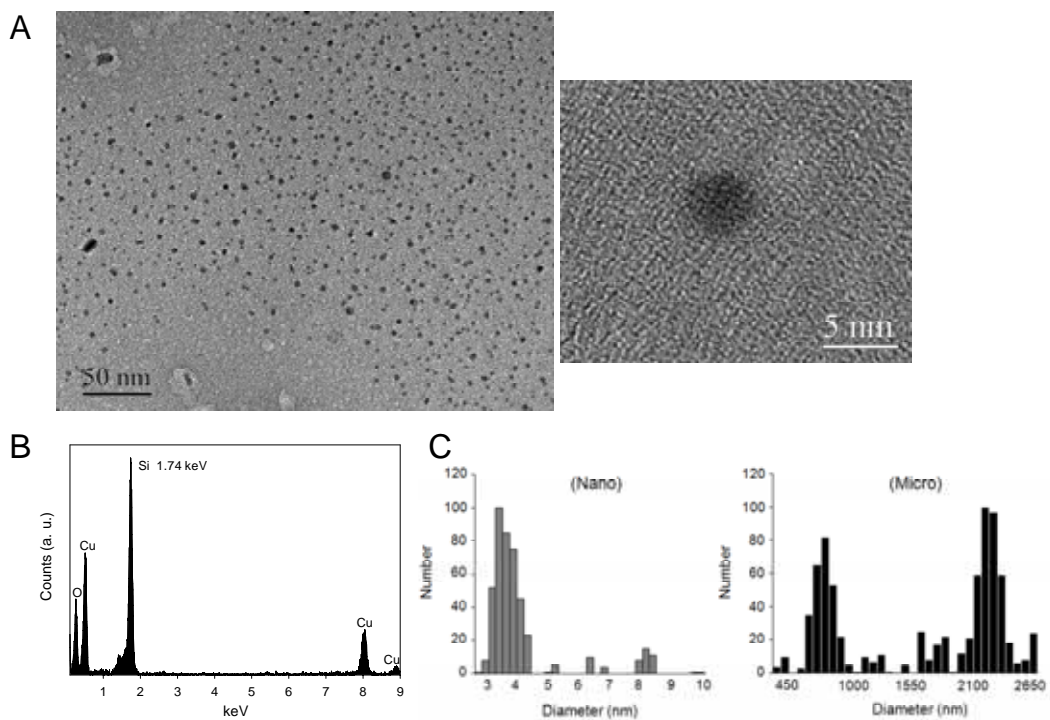 A
50 nm
5 nm
B
Si 1.74 keV
Cu
O
Cu
Cu
Counts (a. u.)
1 2 3 4 5 6 7 8 9
keV
C
(Nano)
120
100
80
60
40
20
0
Number
3 4 5 6 7 8 9 10
Diameter (nm)
(Micro)
120
100
80
60
40
20
0
Number
450 1000 1550 2100 2650
Diameter (nm)